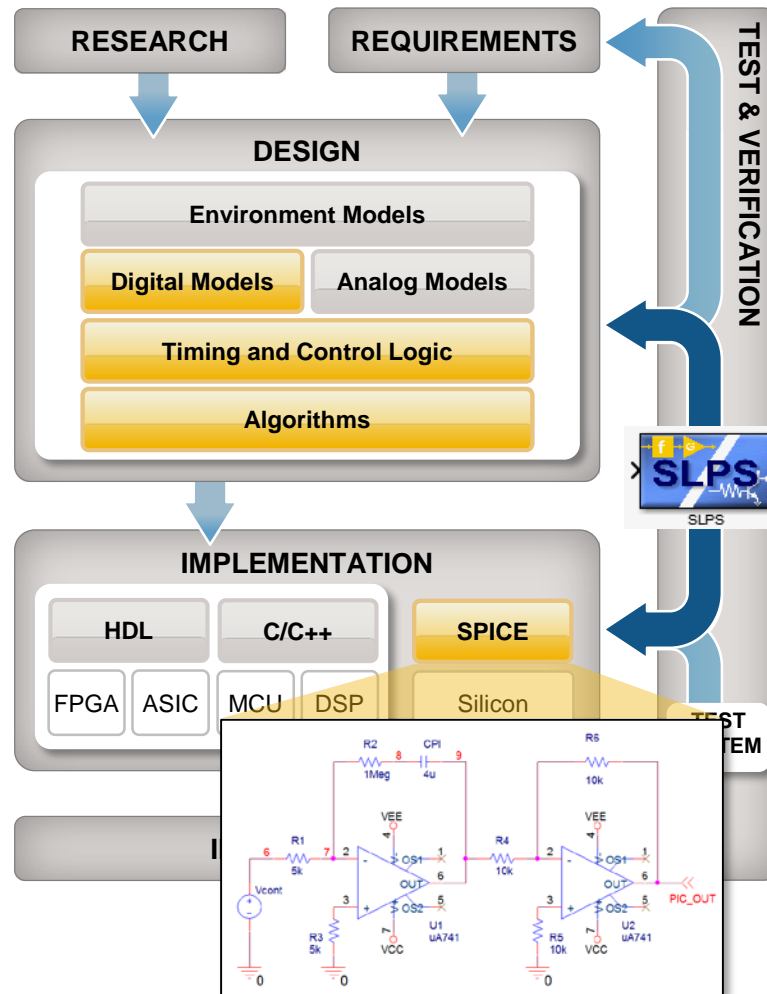 RESEARCH
REQUIREMENTS
TEST & VERIFICATION
DESIGN
Environment Models
Digital Models
Analog Models
Timing and Control Logic
Algorithms
f
G
SLPS
SLPS
IMPLEMENTATION
HDL
C/C++
SPICE
FPGA
ASIC
MCU
DSP
Silicon
R2
8
CPI
9
1Meg
4u
R6
10k
VEE
4
VEE
4
6
R1
7
5k
2
-
OS1
1
R4
10k
2
-
OS1
1
OUT
6
OUT
6
PIC_OUT
Vcont
+
-
3
+
OS2
5
3
+
OS2
5
R3
5k
7
VCC
U1
uA741
R5
10k
7
VCC
U2
uA741
0
0
0